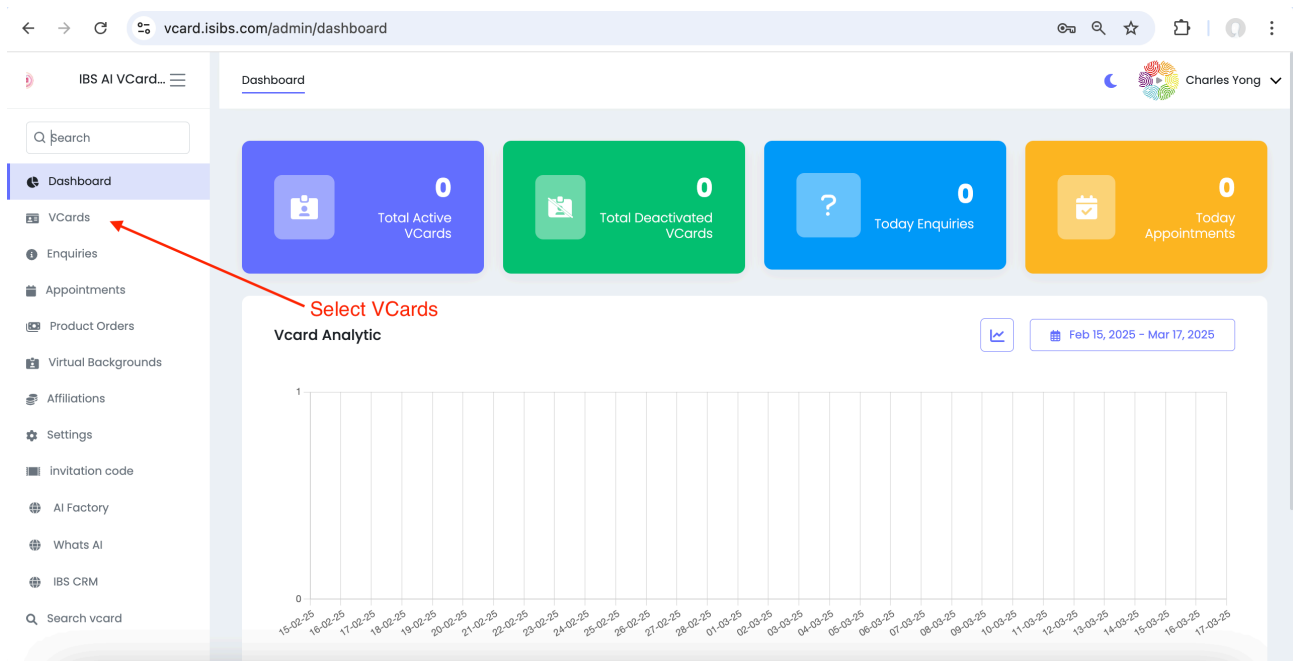 vcard.isibs.com/admin/dashboard
IBS AI VCard...
Dashboard
Charles Yong
Search
Dashboard
VCards
Enquiries
Appointments
Product Orders
Virtual Backgrounds
Affiliations
Settings
invitation code
AI Factory
Whats AI
IBS CRM
Search vcard
0
Total Active
VCards
0
Total Deactivated
VCards
?
0
Today Enquiries
0
Today
Appointments
Select VCards
Vcard Analytic
Feb 15, 2025 - Mar 17, 2025
1
0
15-02-25
16-02-25
17-02-25
18-02-25
19-02-25
20-02-25
21-02-25
22-02-25
23-02-25
24-02-25
25-02-25
26-02-25
27-02-25
28-02-25
01-03-25
02-03-25
03-03-25
04-03-25
05-03-25
06-03-25
07-03-25
08-03-25
09-03-25
10-03-25
11-03-25
12-03-25
13-03-25
14-03-25
15-03-25
16-03-25
17-03-25